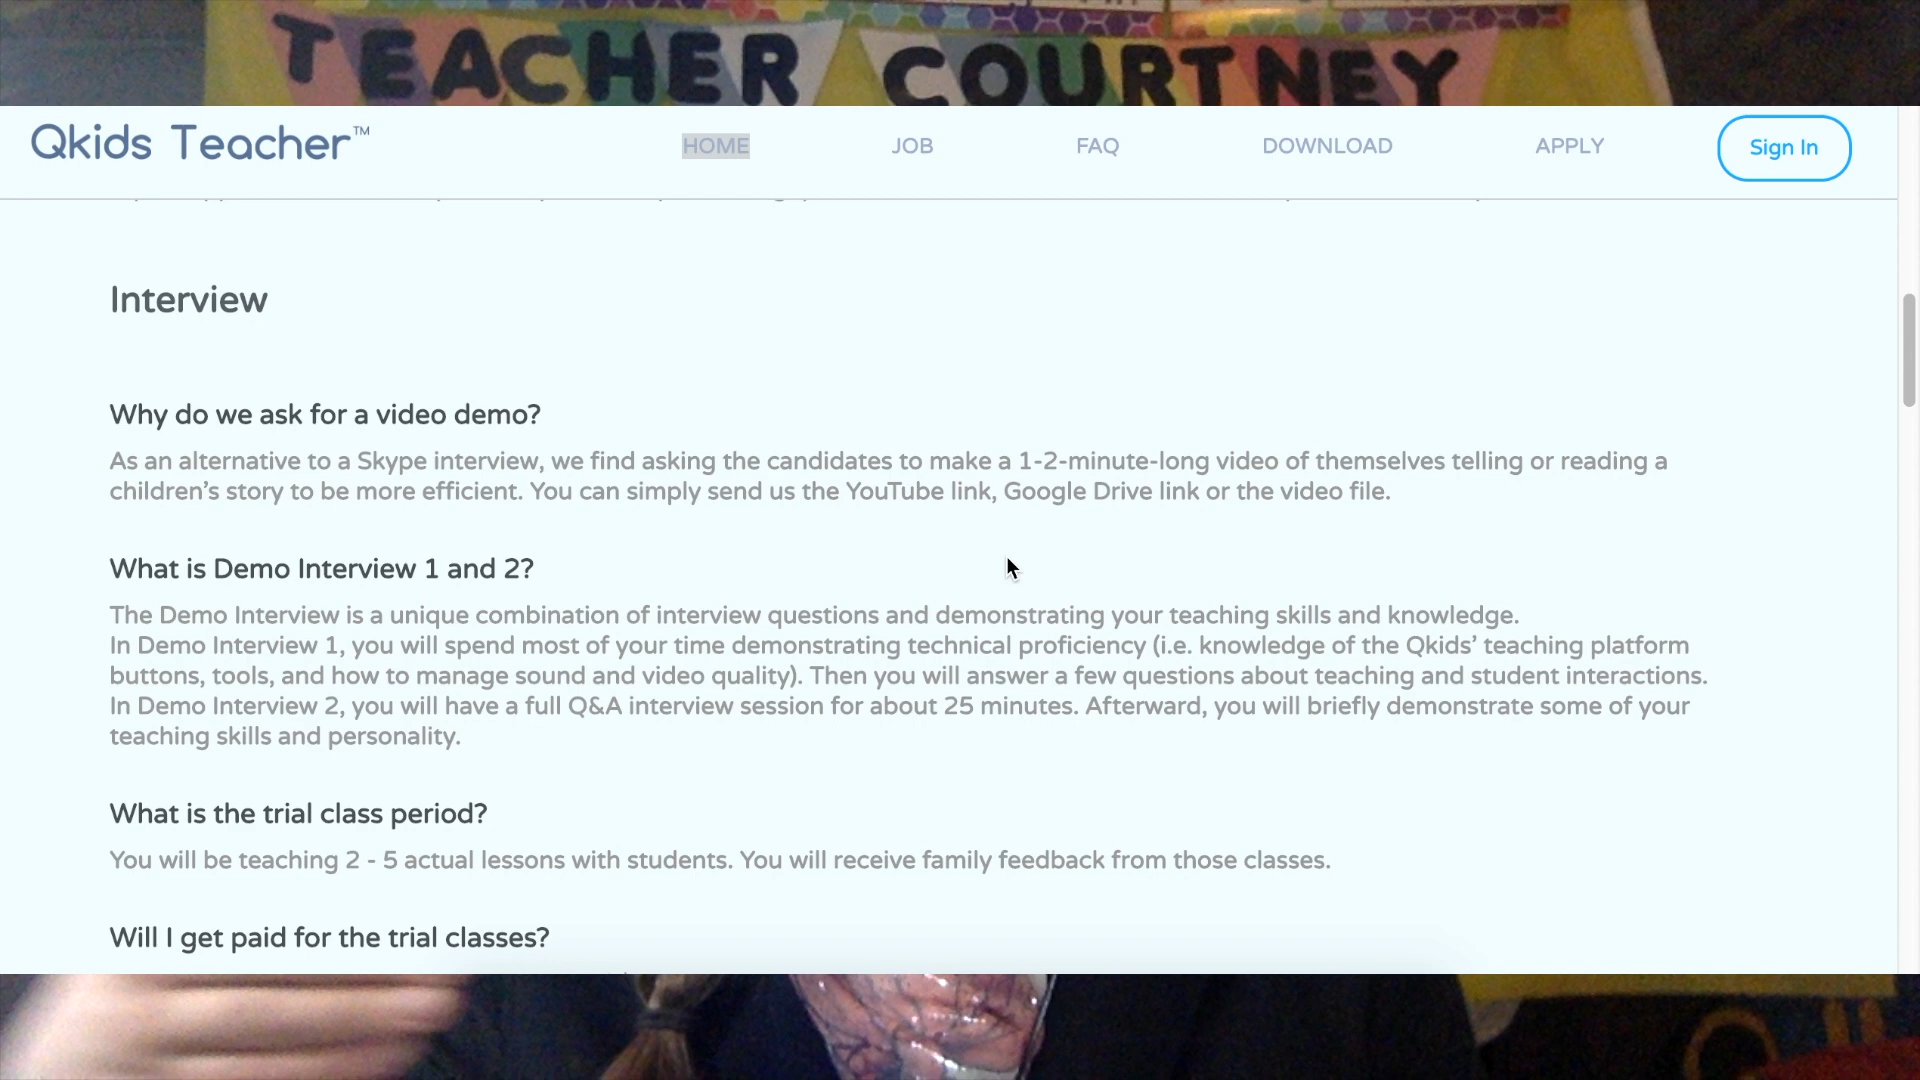 TEACHER COURTNEY
Qkids Teacher™
HOME
JOB
FAQ
DOWNLOAD
APPLY
Sign In
Interview
Why do we ask for a video demo?
As an alternative to a Skype interview, we find asking the candidates to make a 1-2-minute-long video of themselves telling or reading a
children’s story to be more efficient. You can simply send us the YouTube link, Google Drive link or the video file.
What is Demo Interview 1 and 2?
The Demo Interview is a unique combination of interview questions and demonstrating your teaching skills and knowledge.
In Demo Interview 1, you will spend most of your time demonstrating technical proficiency (i.e. knowledge of the Qkids’ teaching platform
buttons, tools, and how to manage sound and video quality). Then you will answer a few questions about teaching and student interactions.
In Demo Interview 2, you will have a full Q&A interview session for about 25 minutes. Afterward, you will briefly demonstrate some of your
teaching skills and personality.
What is the trial class period?
You will be teaching 2 - 5 actual lessons with students. You will receive family feedback from those classes.
Will I get paid for the trial classes?